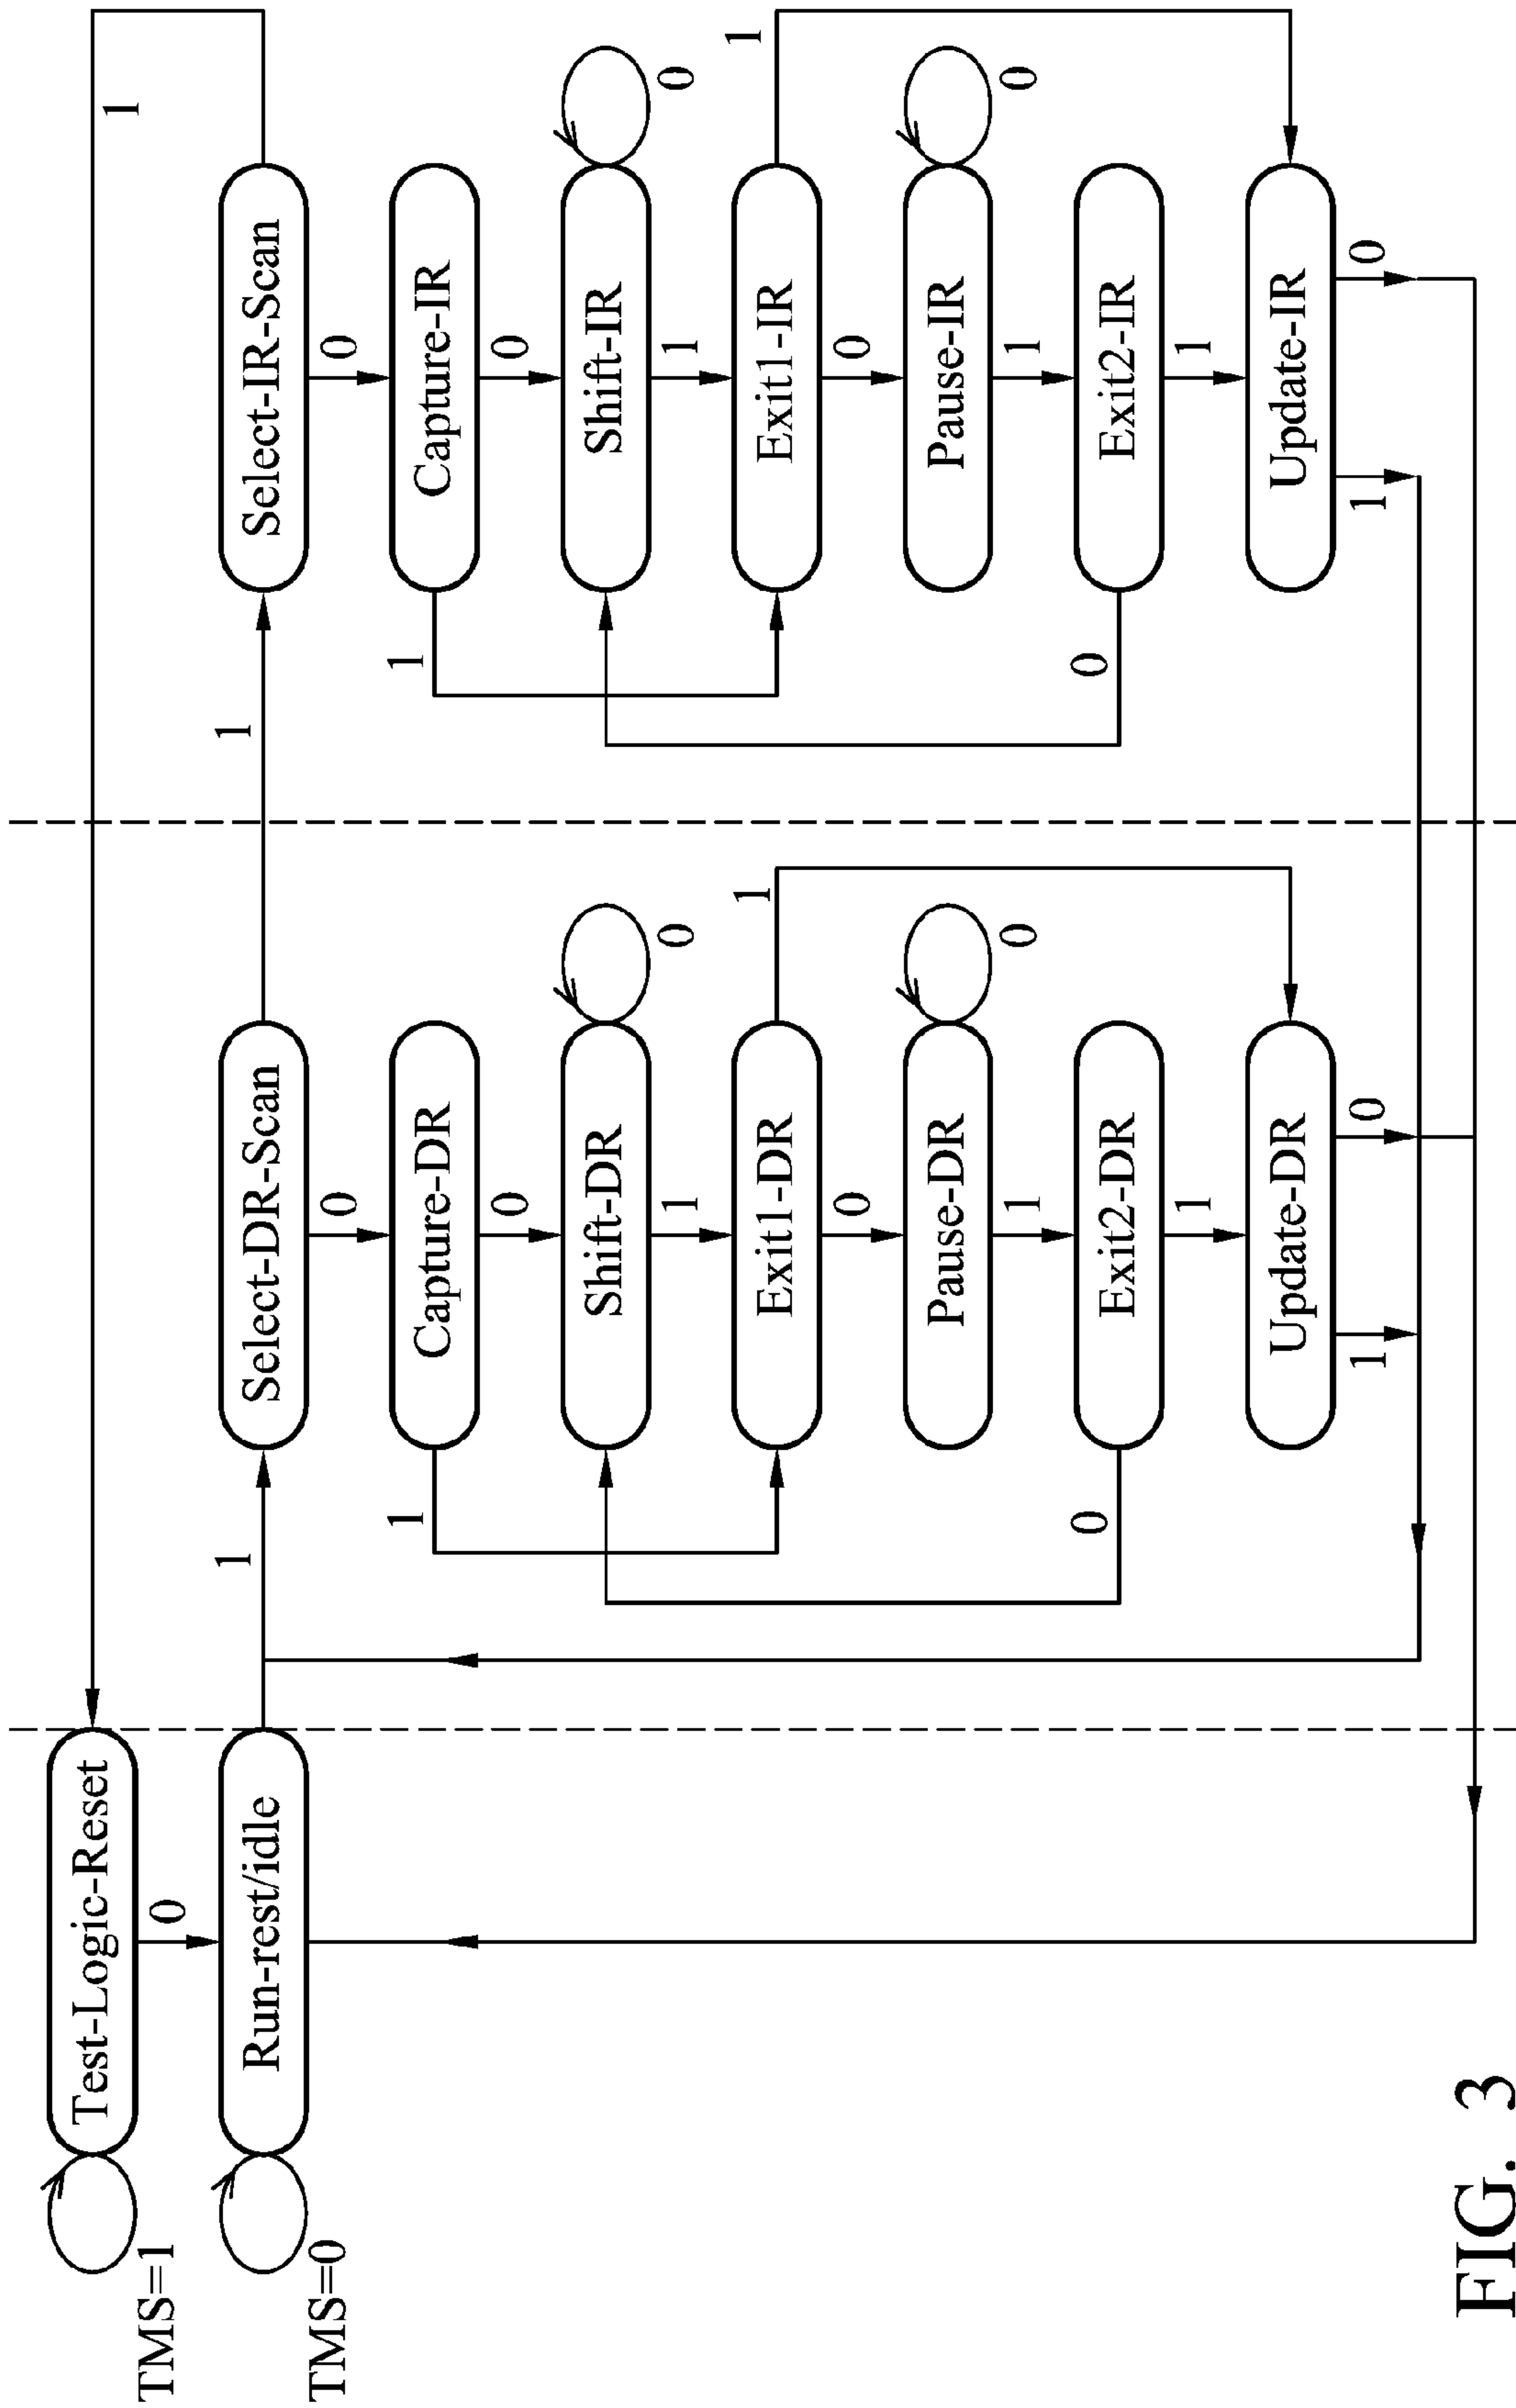 Test-Logic-Reset
1
TMS=1
0
1
1
Run-rest/idle
Select-DR-Scan
Select-IR-Scan
TMS=0
0
0
1
1
Capture-DR
Capture-IR
0
0
Shift-DR
Shift-IR
1
0
1
0
1
1
Exit1-DR
Exit1-IR
0
0
Pause-DR
Pause-IR
1
0
1
0
0
0
Exit2-DR
Exit2-IR
1
1
Update-DR
Update-IR
1
0
1
0
FIG. 3